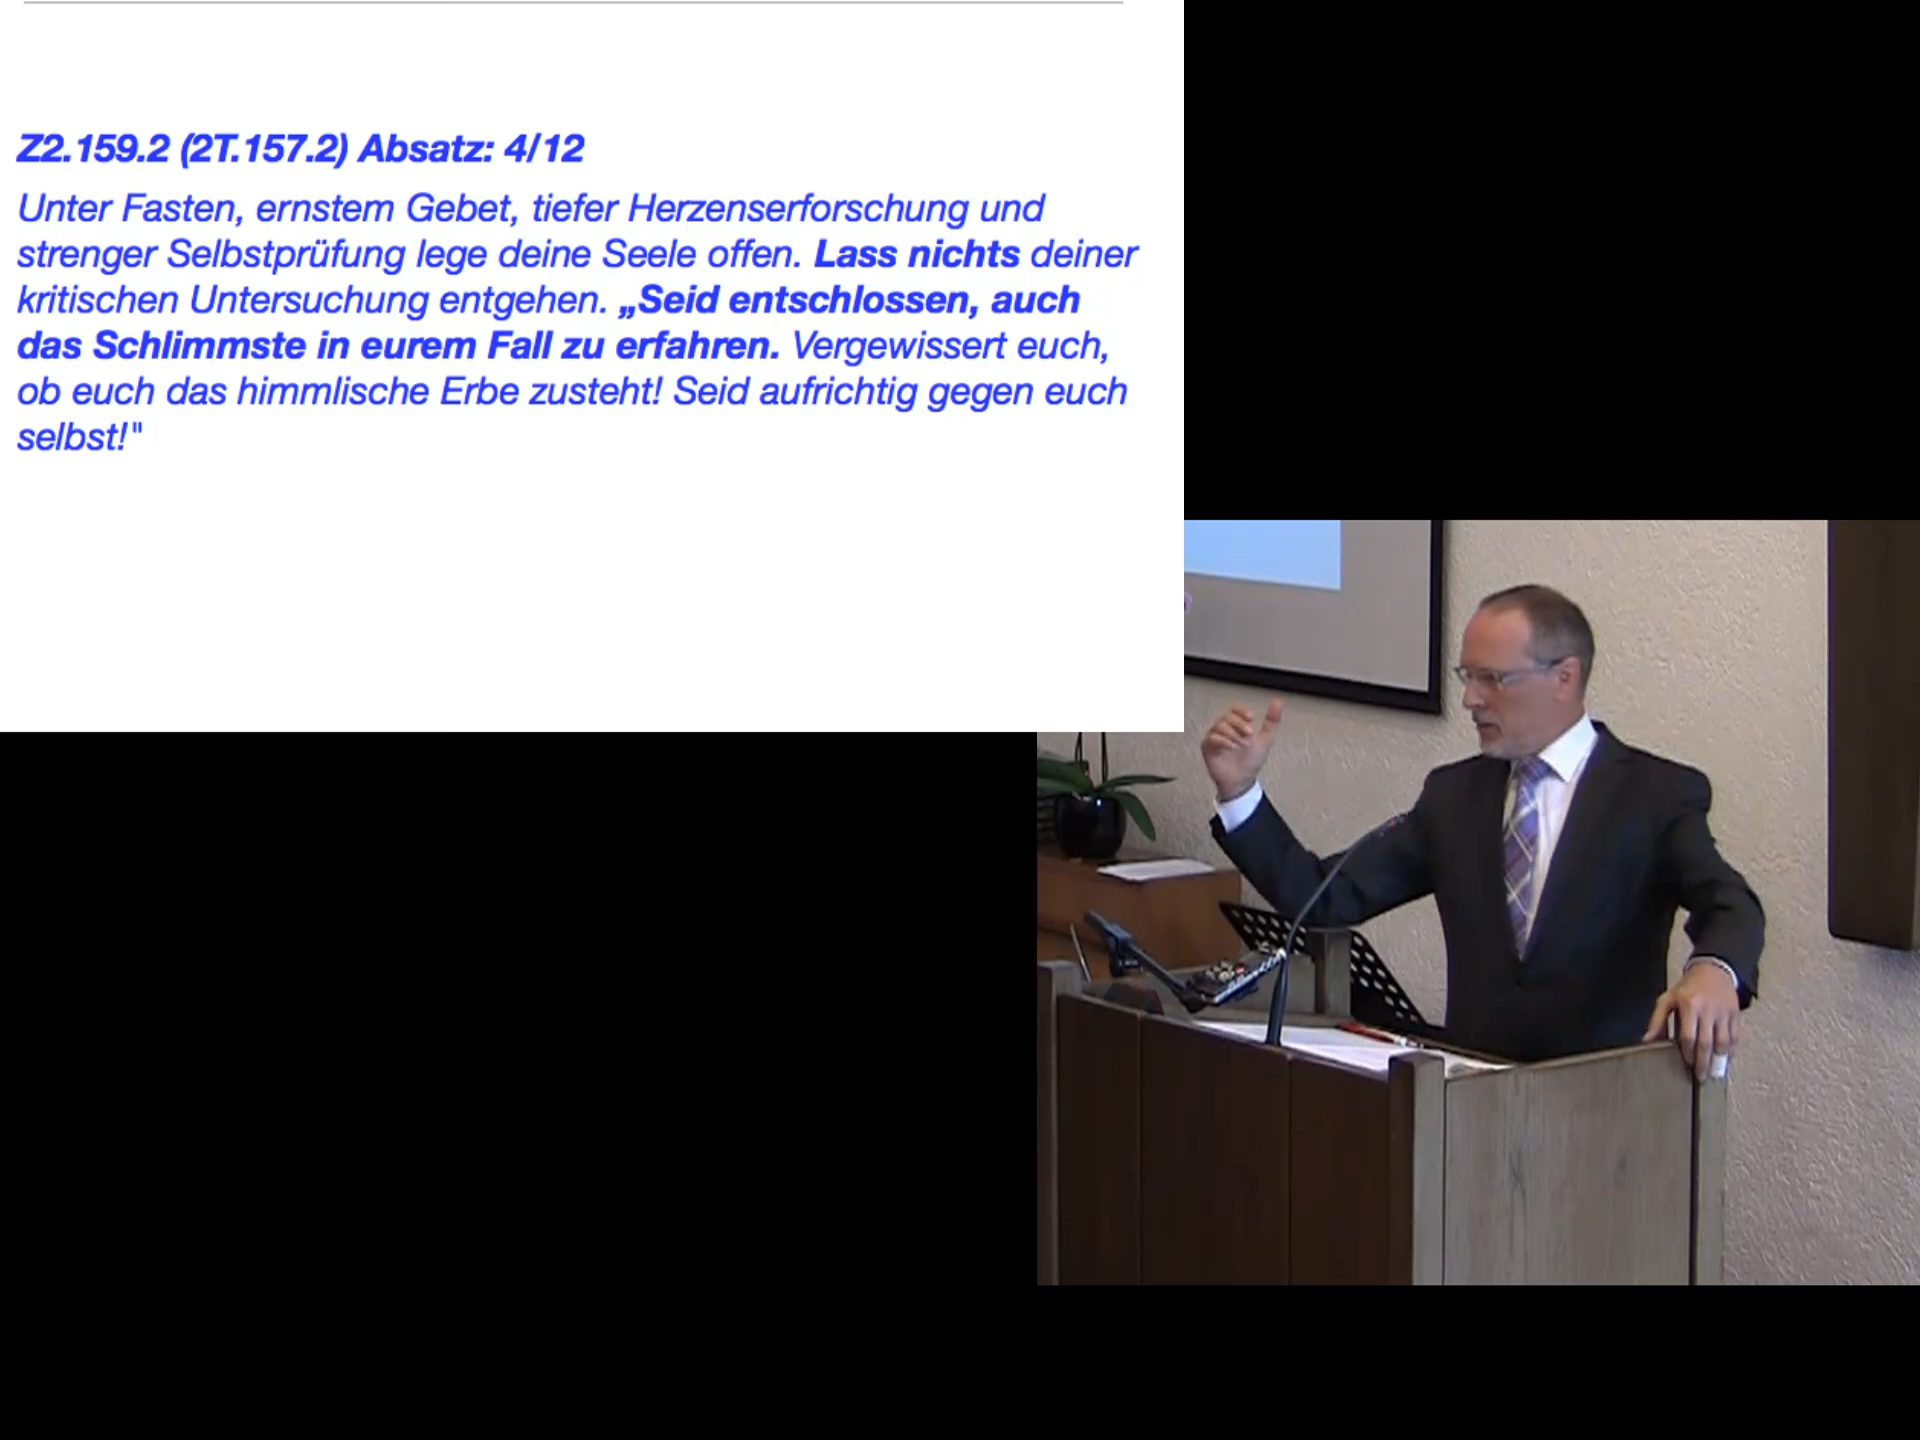 Z2.159.2 (2T.157.2) Absatz: 4/12
Unter Fasten, ernstem Gebet, tiefer Herzenserforschung und
strenger Selbstprüfung lege deine Seele offen. Lass nichts deiner
kritischen Untersuchung entgehen. „Seid entschlossen, auch
das Schlimmste in eurem Fall zu erfahren. Vergewissert euch,
ob euch das himmlische Erbe zusteht! Seid aufrichtig gegen euch
selbst!"